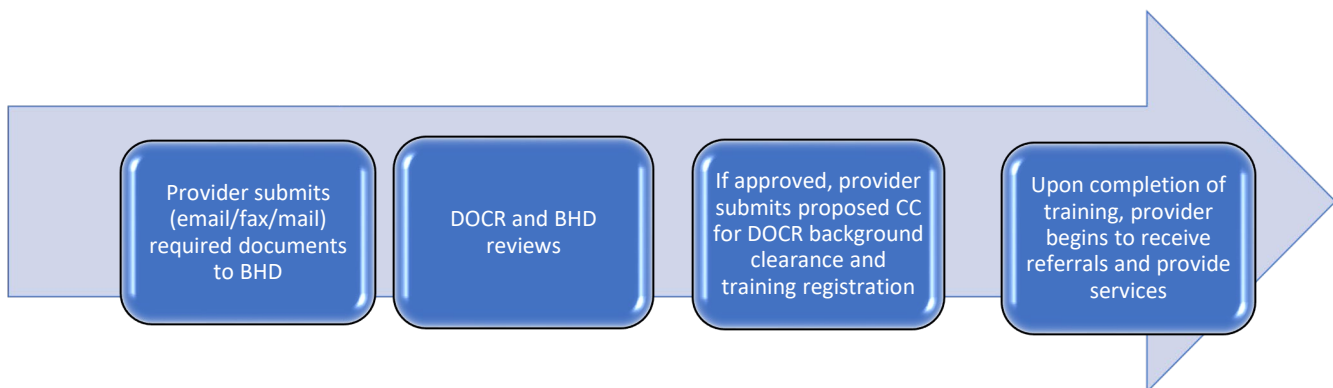 Provider submits
(email/fax/mail)
required documents
to BHD
DOCR and BHD
reviews
If approved, provider
submits proposed CC
for DOCR background
clearance and
training registration
Upon completion of
training, provider
begins to receive
referrals and provide
services